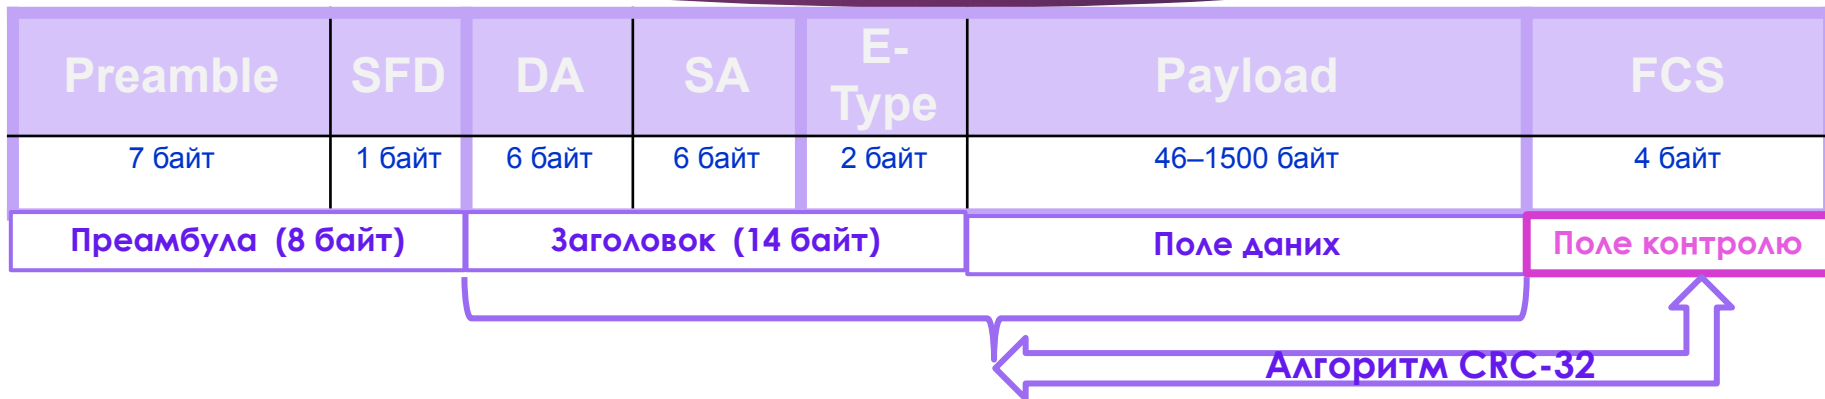 Preamble SFD DA SA E-Type Payload FCS
7 байт 1 байт 6 байт 6 байт 2 байт 46–1500 байт 4 байт
Преамбула (8 байт) Заголовок (14 байт) Поле даних Поле контролю
Алгоритм CRC-32